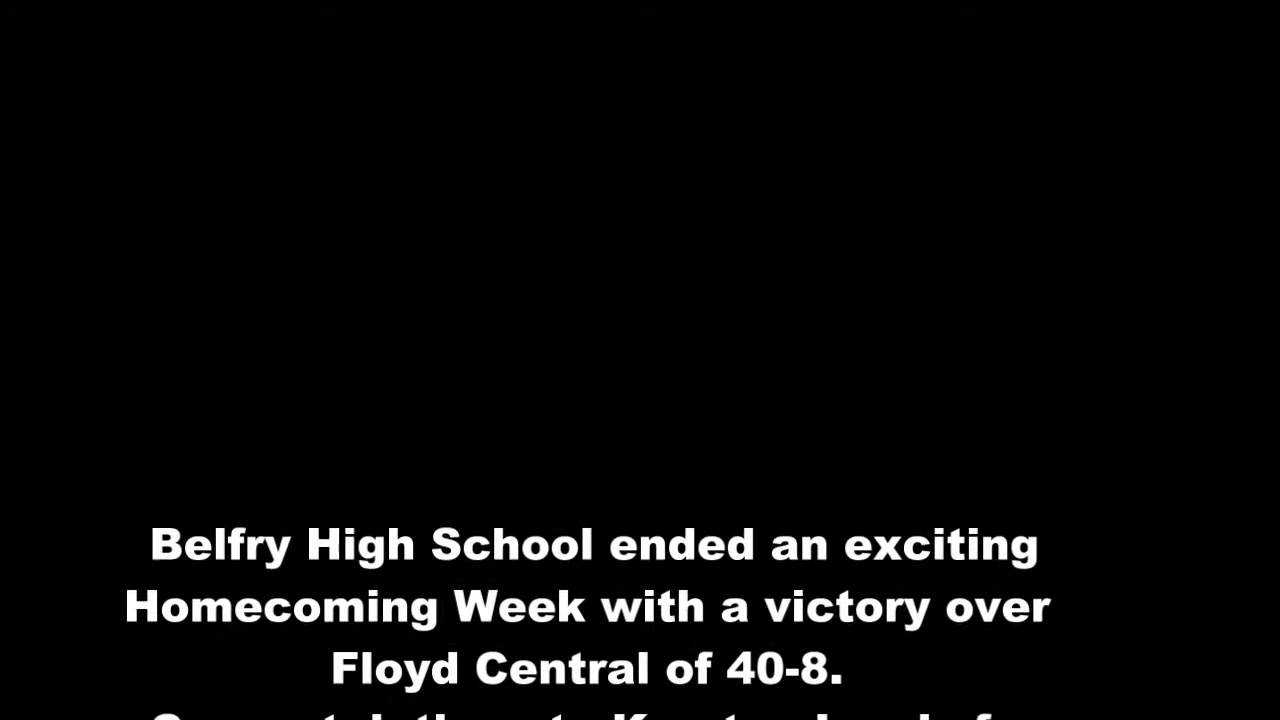 Belfry High School ended an exciting
Homecoming Week with a victory over
Floyd Central of 40-8.